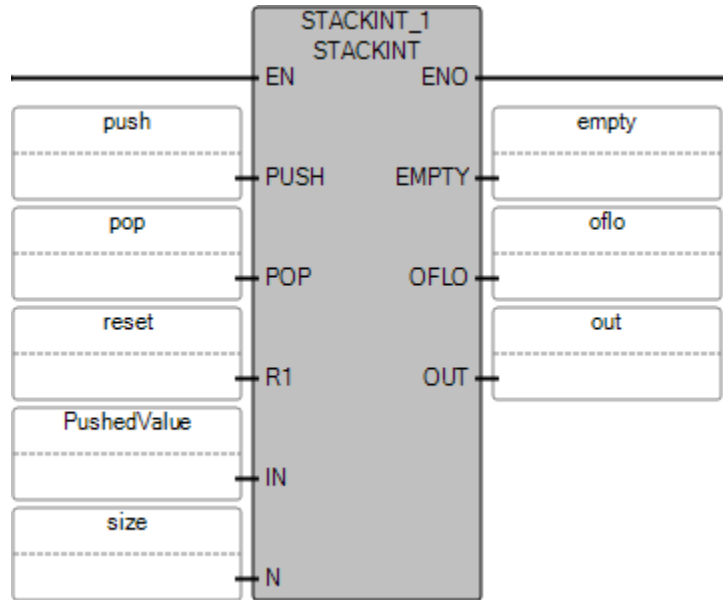 STACKINT_1
STACKINT
EN ENO
push empty
PUSH EMPTY
pop oflo
POP OFLO
reset out
R1 OUT
PushedValue
IN
size
N